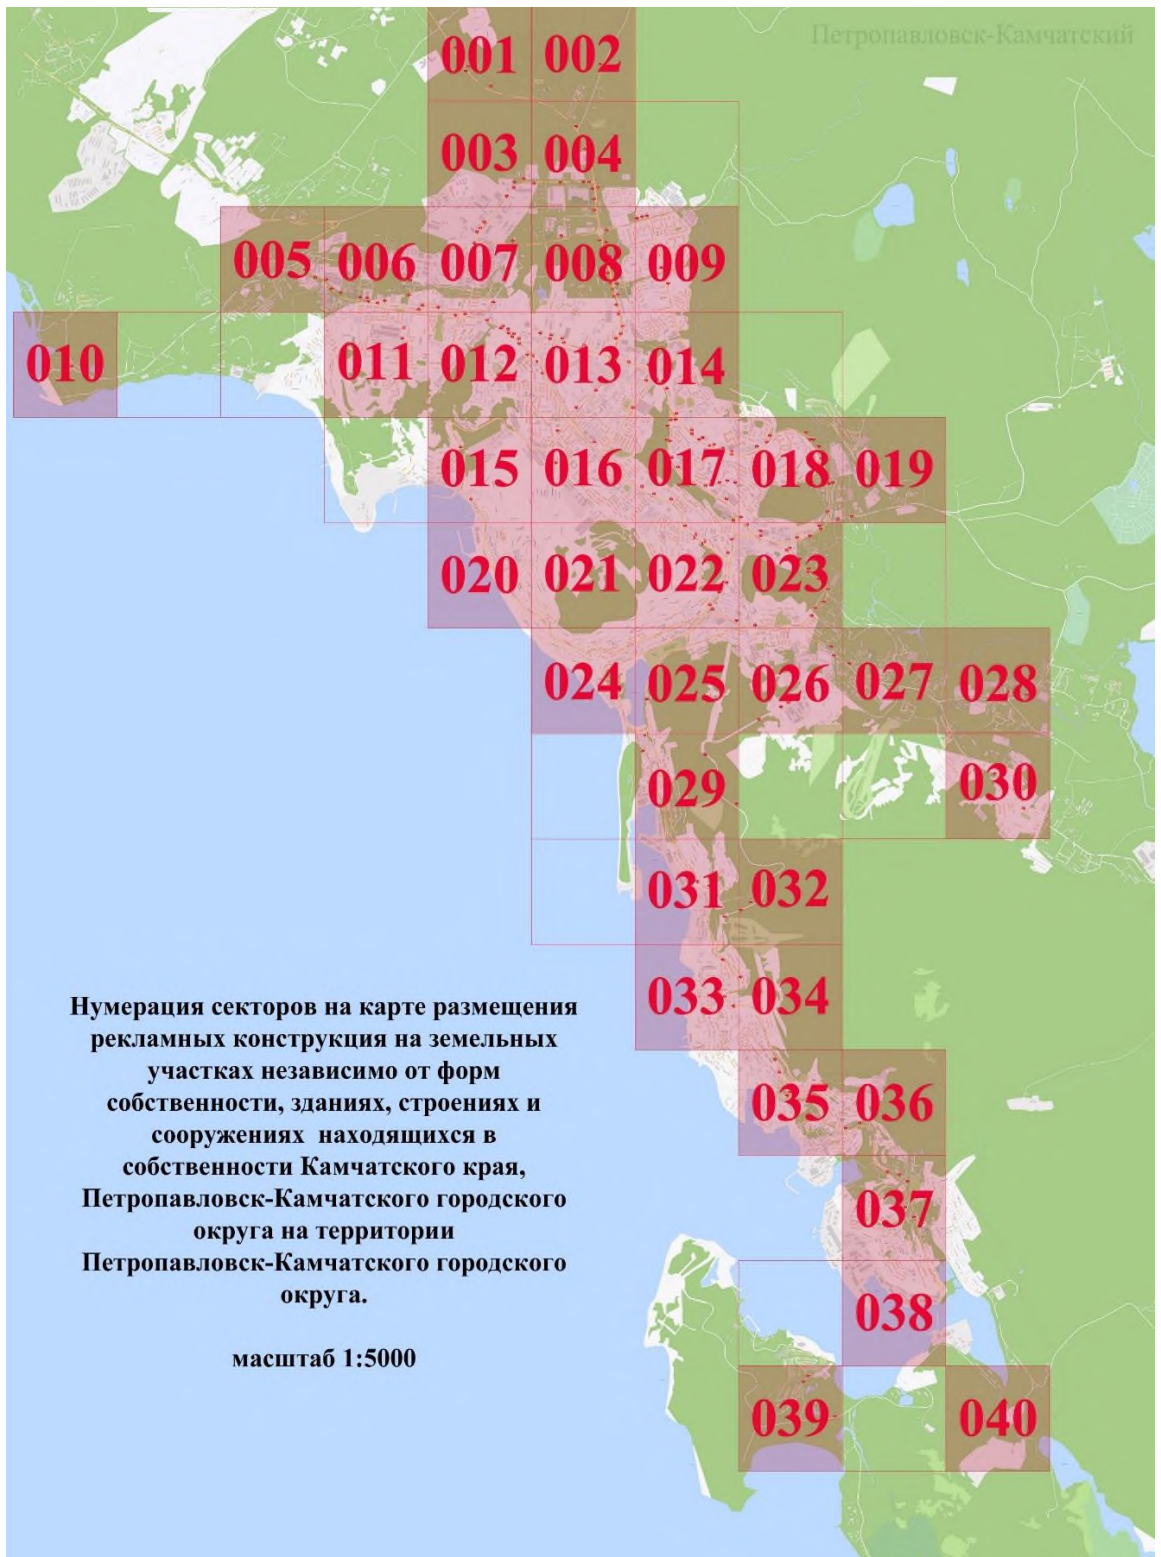 Петропавловск-Камчатский
001 002
003 004
005 006 007 008 009
010 011 012 013 014
015 016 017 018 019
020 021 022 023
024 025 026 027 028
029 030
031 032
033 034
035 036
037
038
039 040
Нумерация секторов на карте размещения
рекламных конструкция на земельных
участках независимо от форм
собственности, зданиях, строениях и
сооружениях находящихся в
собственности Камчатского края,
Петропавловск-Камчатского городского
округа на территории
Петропавловск-Камчатского городского
округа.
масштаб 1:5000